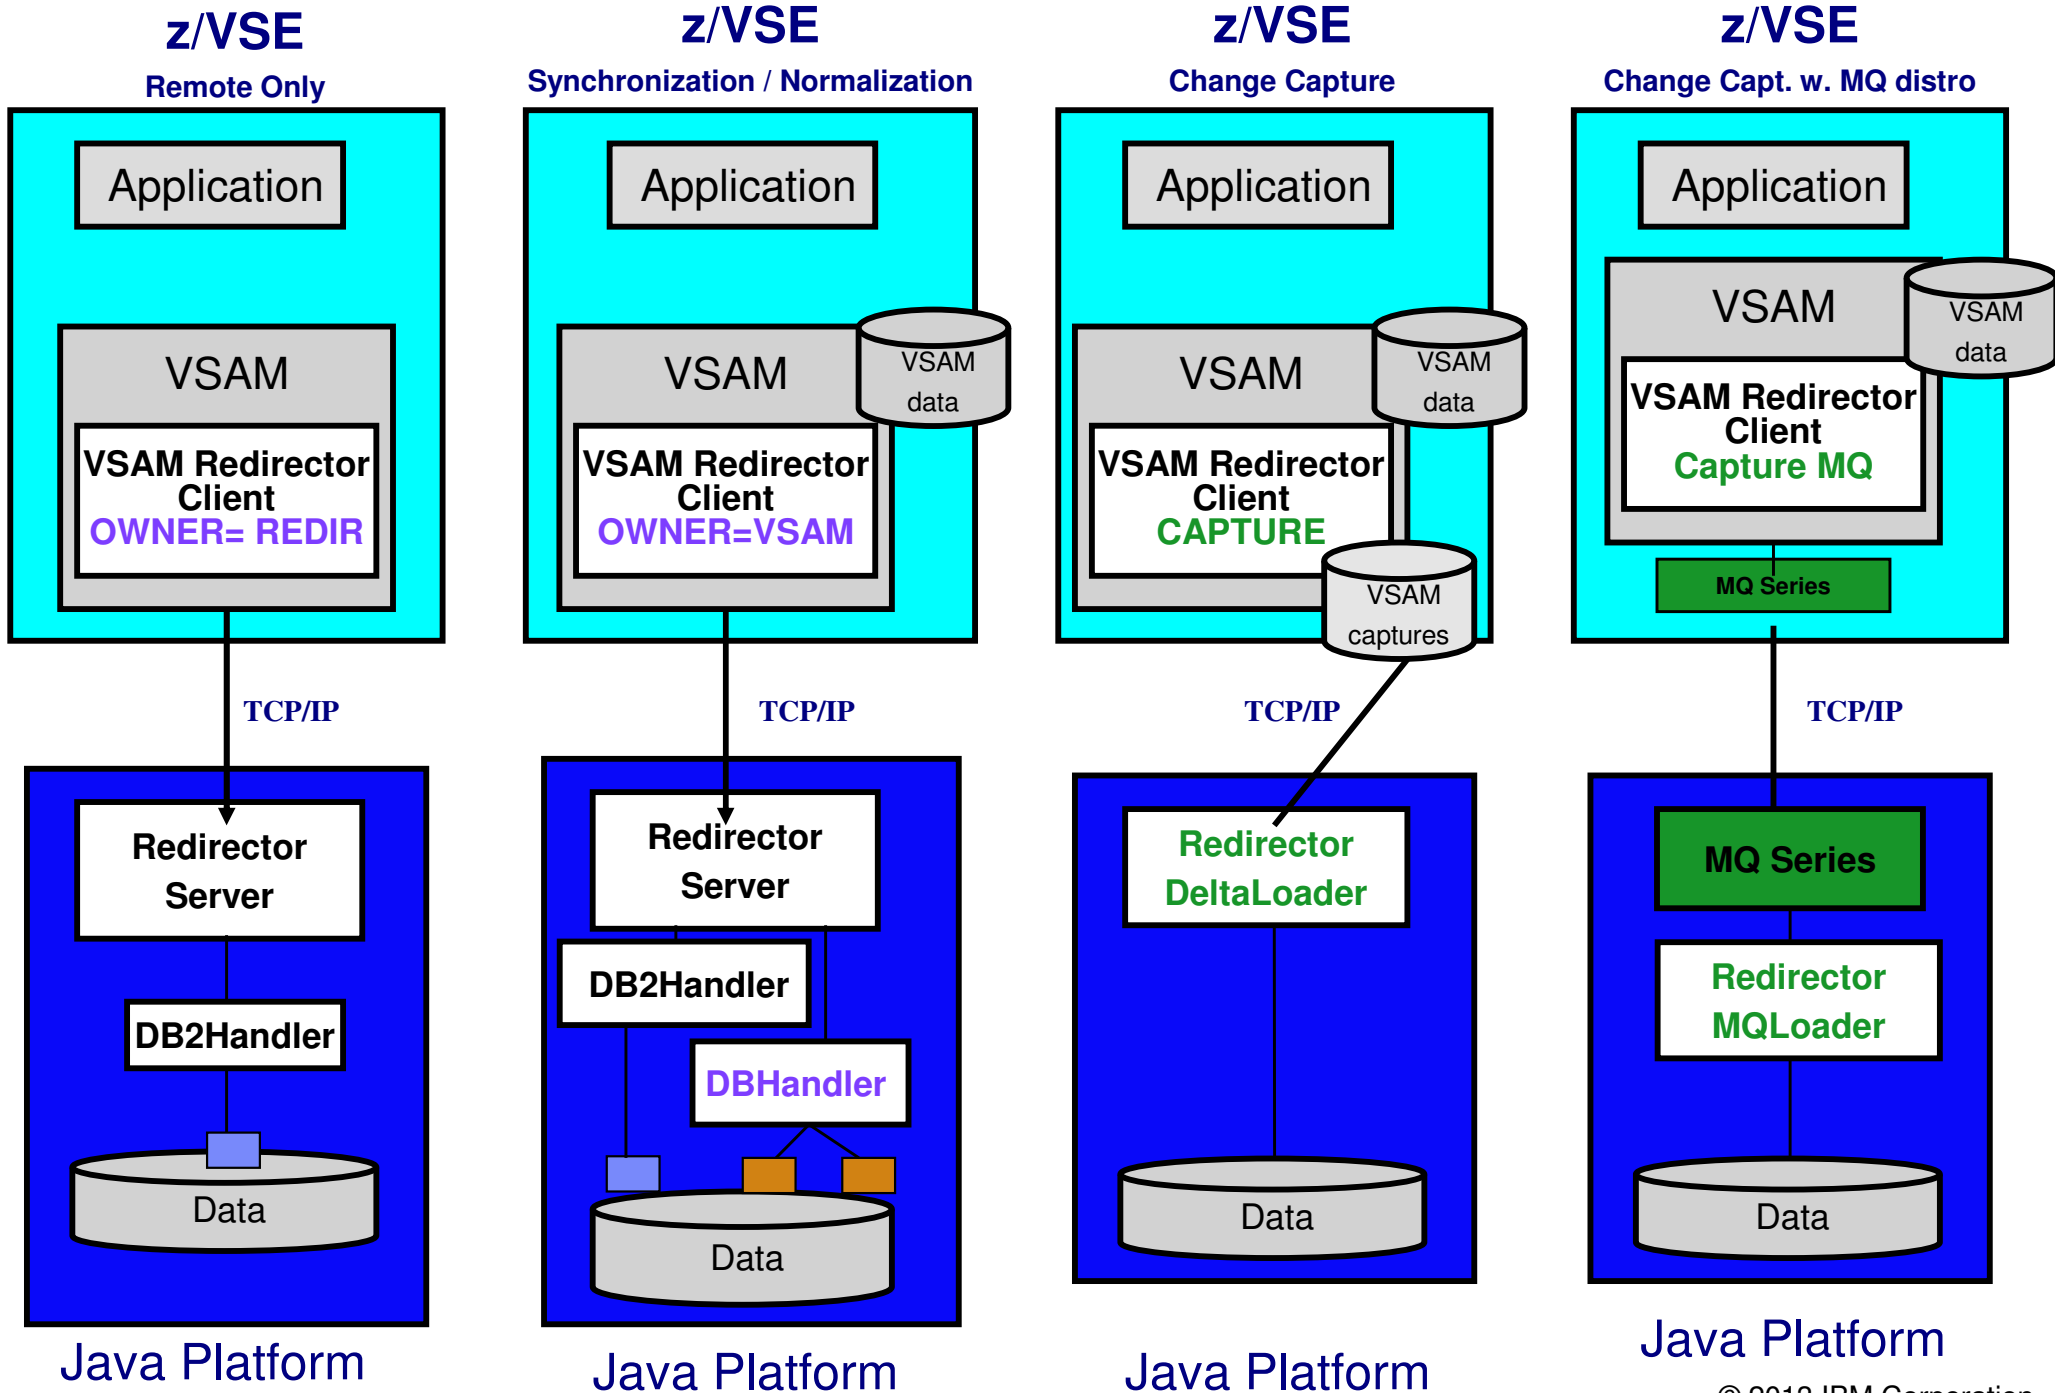 z/VSE
Remote Only
Application
VSAM
VSAM Redirector
Client
OWNER= REDIR
TCP/IP
Redirector
Server
DB2Handler
Data
Java Platform
z/VSE
Synchronization / Normalization
Application
VSAM
VSAM
data
VSAM Redirector
Client
OWNER=VSAM
TCP/IP
Redirector
Server
DB2Handler
DBHandler
Data
Java Platform
z/VSE
Change Capture
Application
VSAM
VSAM
data
VSAM Redirector
Client
CAPTURE
VSAM
captures
TCP/IP
Redirector
DeltaLoader
Data
Java Platform
z/VSE
Change Capt. w. MQ distro
Application
VSAM
VSAM
data
VSAM Redirector
Client
Capture MQ
MQ Series
TCP/IP
MQ Series
Redirector
MQLoader
Data
Java Platform
© 2012 IBM Corporation